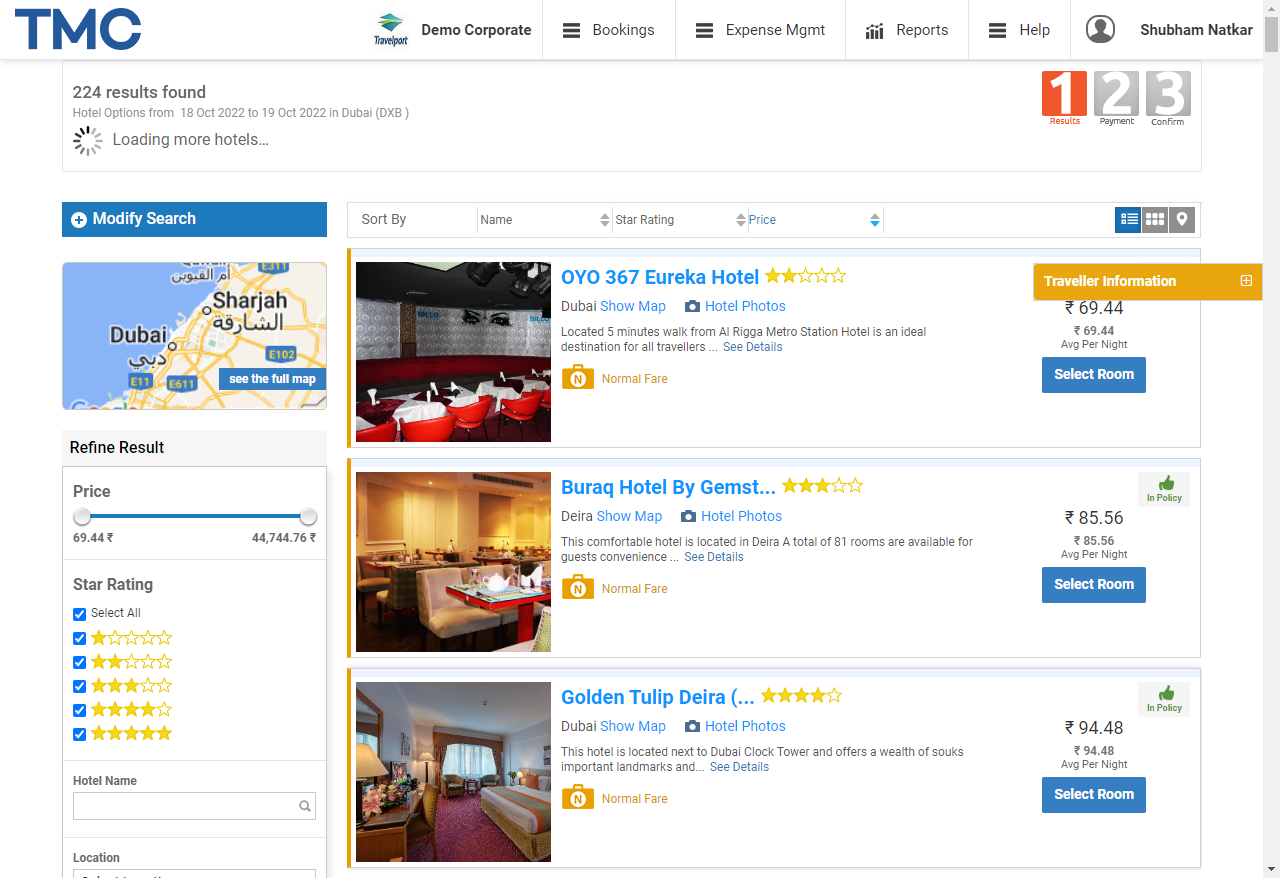 TMC
Travelport
Demo Corporate
Bookings
Expense Mgmt
Reports
Help
Shubham Natkar
224 results found
Hotel Options from 18 Oct 2022 to 19 Oct 2022 in Dubai (DXB )
Loading more hotels...
1 2 3
Results Payment Confirm
Modify Search
Sort By
Name
Star Rating
Price
E311
أم القيوين
Sharjah
الشارقة
Dubai
دبي
E102
E11
E611
see the full map
Google
Refine Result
Price
69.44 ₹
44,744.76 ₹
Star Rating
Select All
Hotel Name
Location
OYO 367 Eureka Hotel
Dubai Show Map Hotel Photos
Located 5 minutes walk from Al Rigga Metro Station Hotel is an ideal
destination for all travellers ... See Details
N Normal Fare
Traveller Information
₹ 69.44
₹ 69.44
Avg Per Night
Select Room
Buraq Hotel By Gemst...
Deira Show Map Hotel Photos
This comfortable hotel is located in Deira A total of 81 rooms are available for
guests convenience ... See Details
N Normal Fare
In Policy
₹ 85.56
₹ 85.56
Avg Per Night
Select Room
Golden Tulip Deira (...
Dubai Show Map Hotel Photos
This hotel is located next to Dubai Clock Tower and offers a wealth of souks
important landmarks and... See Details
N Normal Fare
In Policy
₹ 94.48
₹ 94.48
Avg Per Night
Select Room